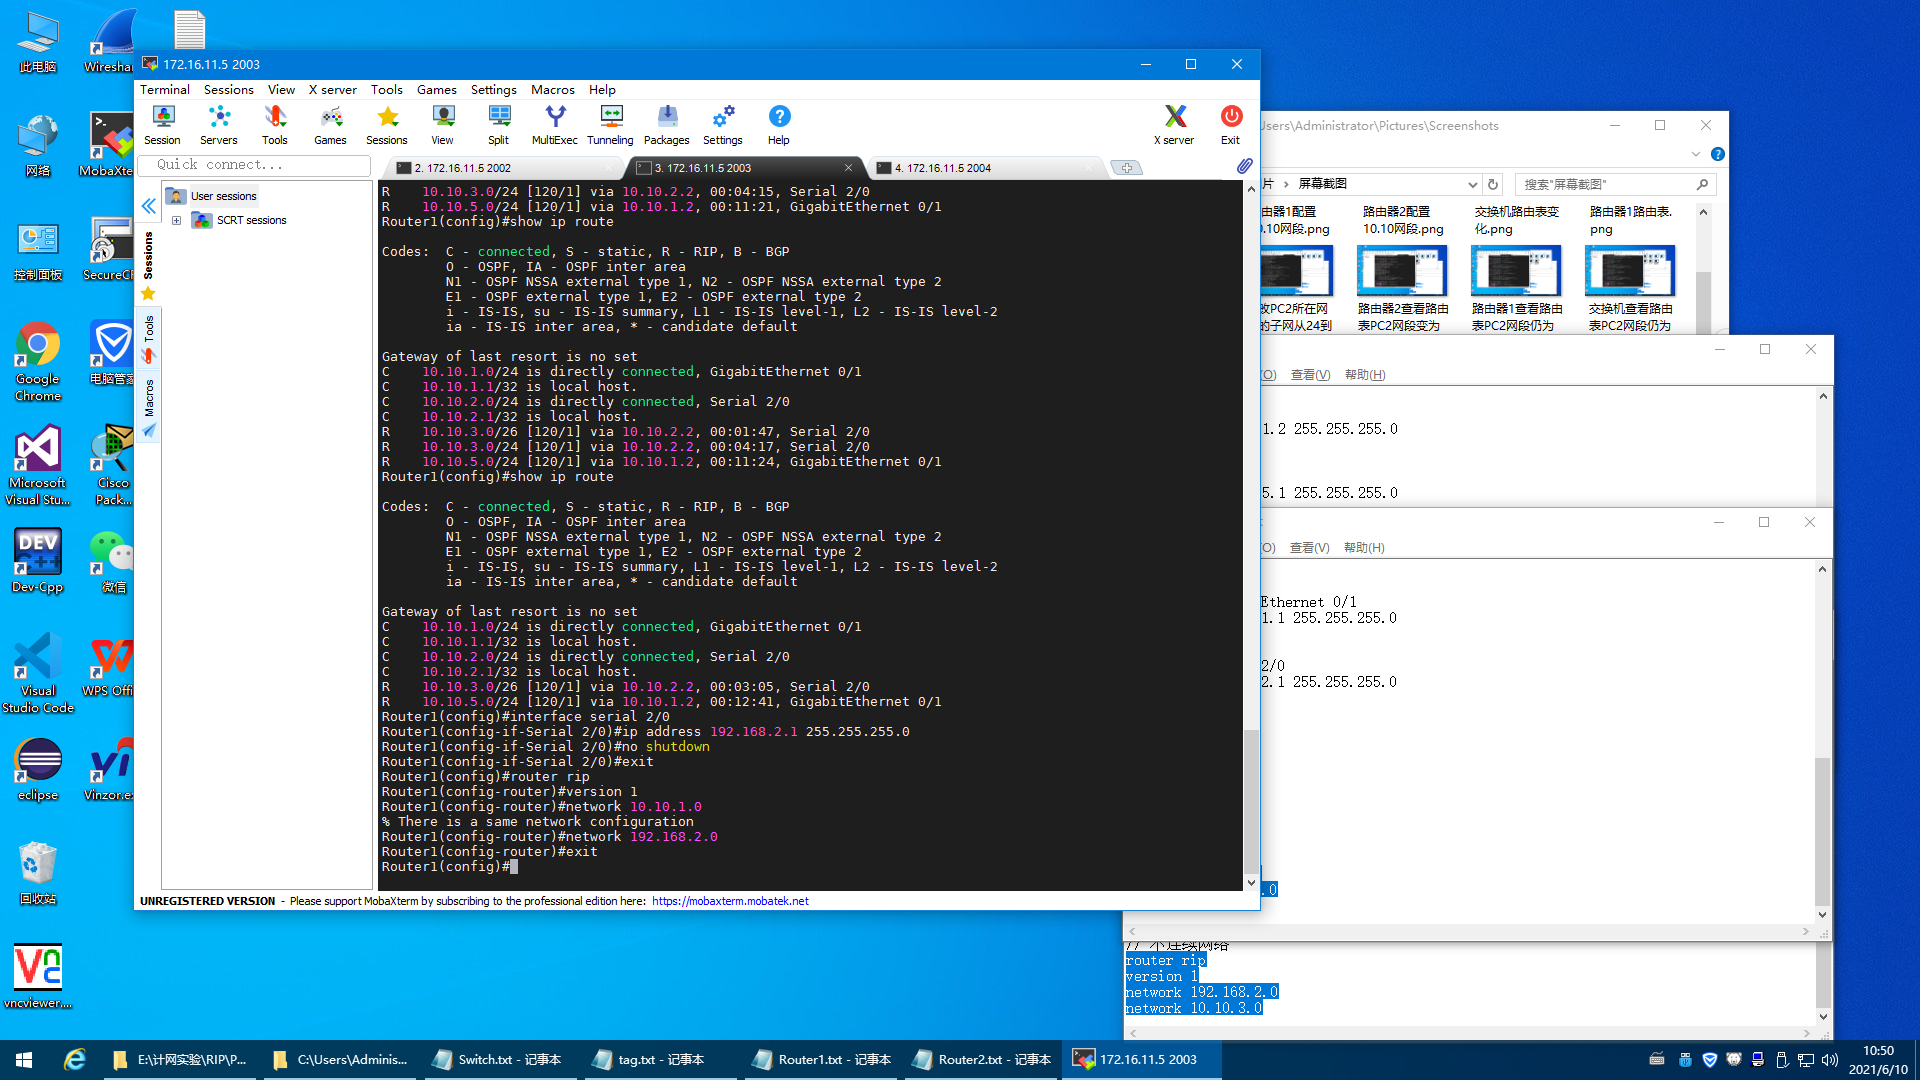 此电脑
Wiresha
网络
MobaXte
控制面板
SecureC
Google
Chrome
电脑管家
Microsoft
Visual Stu...
Cisco
Pack...
Dev-Cpp
微信
Visual
Studio Code
WPS Offi
eclipse
Vinzor.ex
回收站
vncviewer....
172.16.11.5 2003
Terminal Sessions View X server Tools Games Settings Macros Help
Session Servers Tools Games Sessions View Split MultiExec Tunneling Packages Settings Help X server Exit
Quick connect...
2. 172.16.11.5 2002
3. 172.16.11.5 2003
4. 172.16.11.5 2004
User sessions
SCRT sessions
Sessions
Tools
Macros
R    10.10.3.0/24 [120/1] via 10.10.2.2, 00:04:15, Serial 2/0
R    10.10.5.0/24 [120/1] via 10.10.1.2, 00:11:21, GigabitEthernet 0/1
Router1(config)#show ip route
Codes:  C - connected, S - static, R - RIP, B - BGP
        O - OSPF, IA - OSPF inter area
        N1 - OSPF NSSA external type 1, N2 - OSPF NSSA external type 2
        E1 - OSPF external type 1, E2 - OSPF external type 2
        i - IS-IS, su - IS-IS summary, L1 - IS-IS level-1, L2 - IS-IS level-2
        ia - IS-IS inter area, * - candidate default
Gateway of last resort is no set
C    10.10.1.0/24 is directly connected, GigabitEthernet 0/1
C    10.10.1.1/32 is local host.
C    10.10.2.0/24 is directly connected, Serial 2/0
C    10.10.2.1/32 is local host.
R    10.10.3.0/26 [120/1] via 10.10.2.2, 00:01:47, Serial 2/0
R    10.10.3.0/24 [120/1] via 10.10.2.2, 00:04:17, Serial 2/0
R    10.10.5.0/24 [120/1] via 10.10.1.2, 00:11:24, GigabitEthernet 0/1
Router1(config)#show ip route
Codes:  C - connected, S - static, R - RIP, B - BGP
        O - OSPF, IA - OSPF inter area
        N1 - OSPF NSSA external type 1, N2 - OSPF NSSA external type 2
        E1 - OSPF external type 1, E2 - OSPF external type 2
        i - IS-IS, su - IS-IS summary, L1 - IS-IS level-1, L2 - IS-IS level-2
        ia - IS-IS inter area, * - candidate default
Gateway of last resort is no set
C    10.10.1.0/24 is directly connected, GigabitEthernet 0/1
C    10.10.1.1/32 is local host.
C    10.10.2.0/24 is directly connected, Serial 2/0
C    10.10.2.1/32 is local host.
R    10.10.3.0/26 [120/1] via 10.10.2.2, 00:03:05, Serial 2/0
R    10.10.5.0/24 [120/1] via 10.10.1.2, 00:12:41, GigabitEthernet 0/1
Router1(config)#interface serial 2/0
Router1(config-if-Serial 2/0)#ip address 192.168.2.1 255.255.255.0
Router1(config-if-Serial 2/0)#no shutdown
Router1(config-if-Serial 2/0)#exit
Router1(config)#router rip
Router1(config-router)#version 1
Router1(config-router)#network 10.10.1.0
% There is a same network configuration
Router1(config-router)#network 192.168.2.0
Router1(config-router)#exit
Router1(config)#
UNREGISTERED VERSION - Please support MobaXterm by subscribing to the professional edition here: https://mobaxterm.mobatek.net
Users\Administrator\Pictures\Screenshots
片 › 屏幕截图
搜索"屏幕截图"
由器1配置 路由器2配置 交换机路由表变 路由器1路由表.
0.10网段.png 10.10网段.png 化.png png
改PC2所在网 路由器2查看路由 路由器1查看路由 交换机查看路由
的子网从24到 表PC2网段变为 表PC2网段仍为 表PC2网段仍为
(O) 查看(V) 帮助(H)
1.2 255.255.255.0
5.1 255.255.255.0
(O) 查看(V) 帮助(H)
Ethernet 0/1
1.1 255.255.255.0
2/0
2.1 255.255.255.0
.0
// 不连续网络
router rip
version 1
network 192.168.2.0
network 10.10.3.0
E:\计网实验\RIP\P...
C:\Users\Adminis...
Switch.txt - 记事本
tag.txt - 记事本
Router1.txt - 记事本
Router2.txt - 记事本
172.16.11.5 2003
10:50
2021/6/10